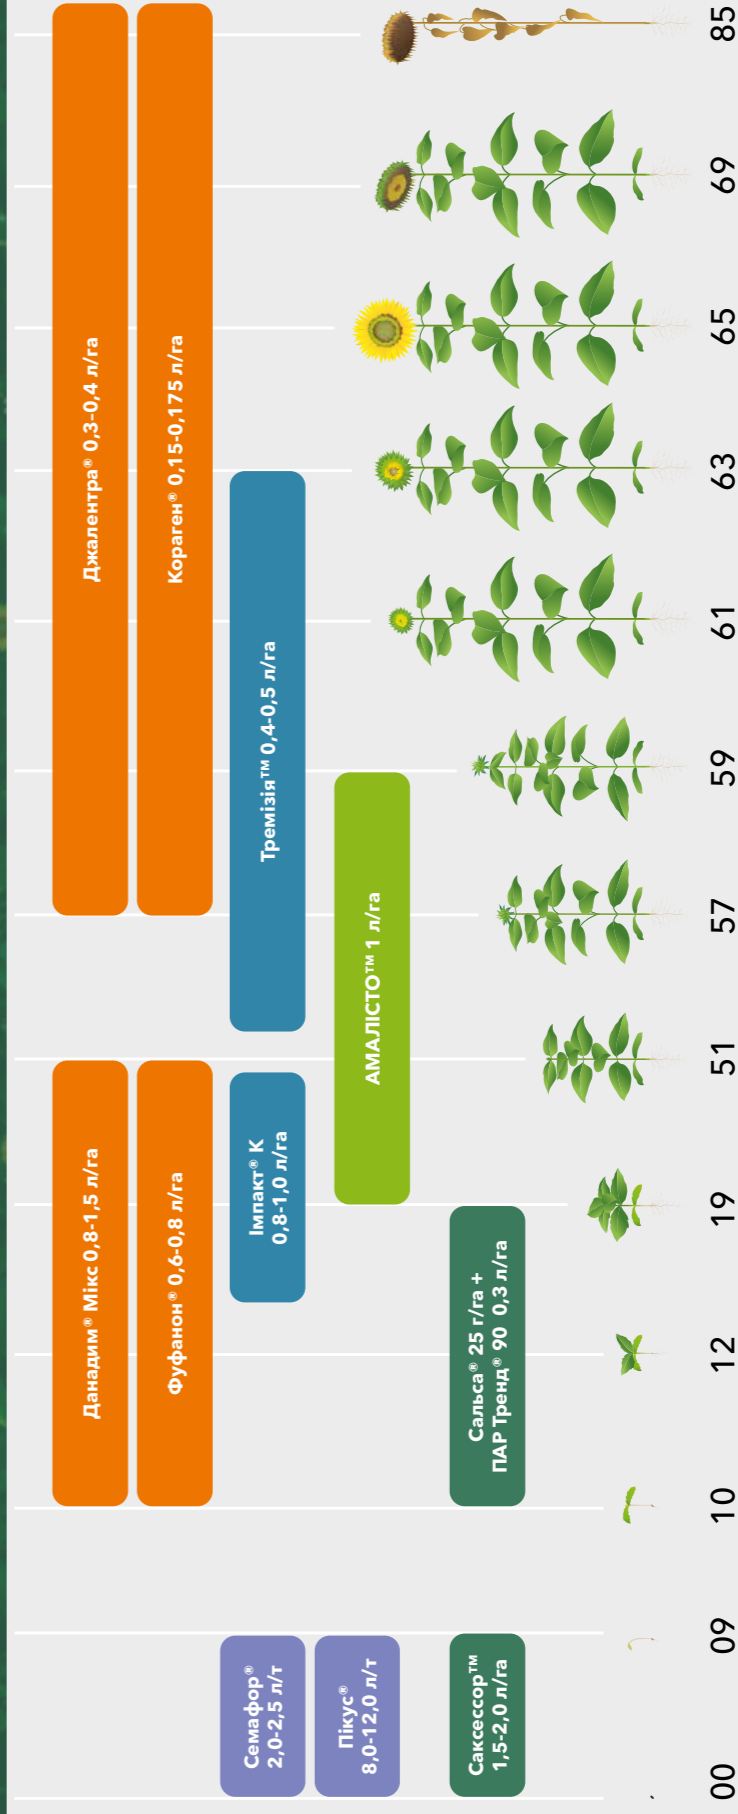 Джалентра® 0,3-0,4 л/га
Кораген® 0,15-0,175 л/га
Тремізія™ 0,4-0,5 л/га
АМАЛІСТО™ 1 л/га
Данадим® Мікс 0,8-1,5 л/га
Фуфанон® 0,6-0,8 л/га
Імпакт® К
0,8-1,0 л/га
Сальса® 25 г/га +
ПАР Тренд® 90 0,3 л/га
Семафор®
2,0-2,5 л/т
Пікус®
8,0-12,0 л/т
Саксессор™
1,5-2,0 л/га
00 09 10 12 19 51 57 59 61 63 65 69 85